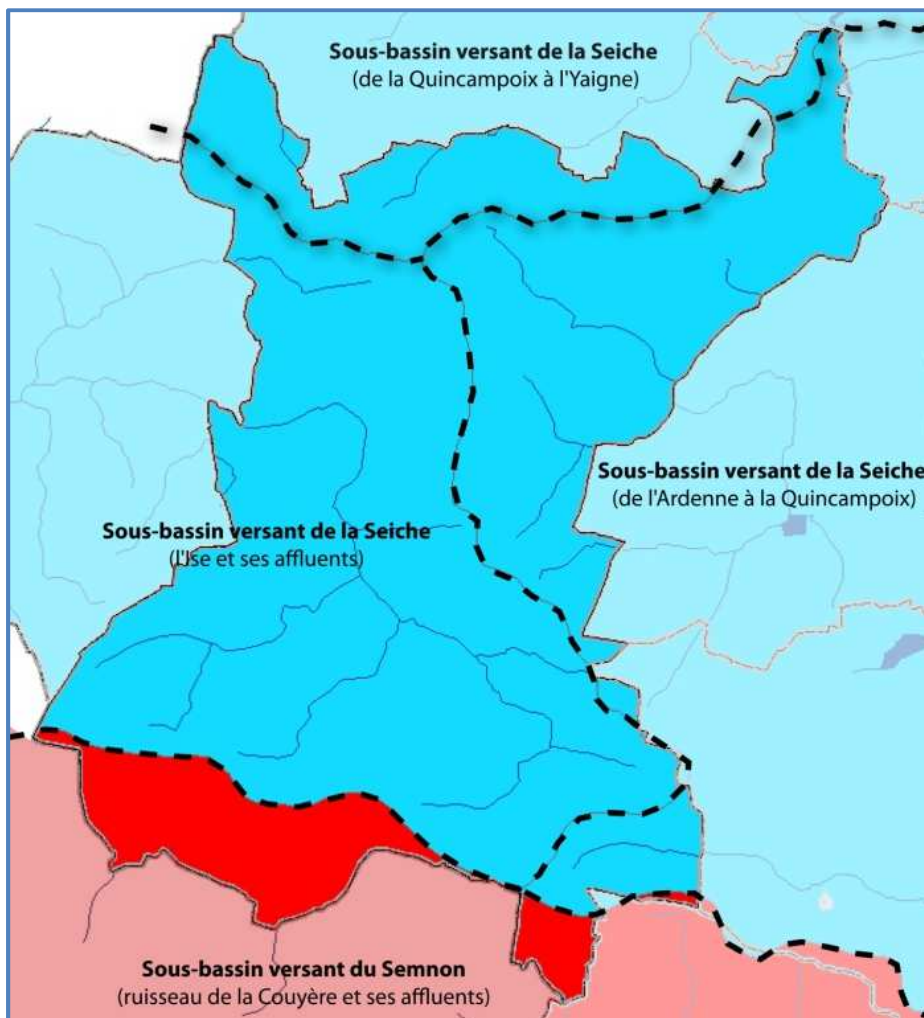 Sous-bassin versant de la Seiche
(de la Quincampoix à l'Yaigne)
Sous-bassin versant de la Seiche
(de l'Ardenne à la Quincampoix)
Sous-bassin versant de la Seiche
(l'Ise et ses affluents)
Sous-bassin versant du Semnon
(ruisseau de la Couyère et ses affluents)